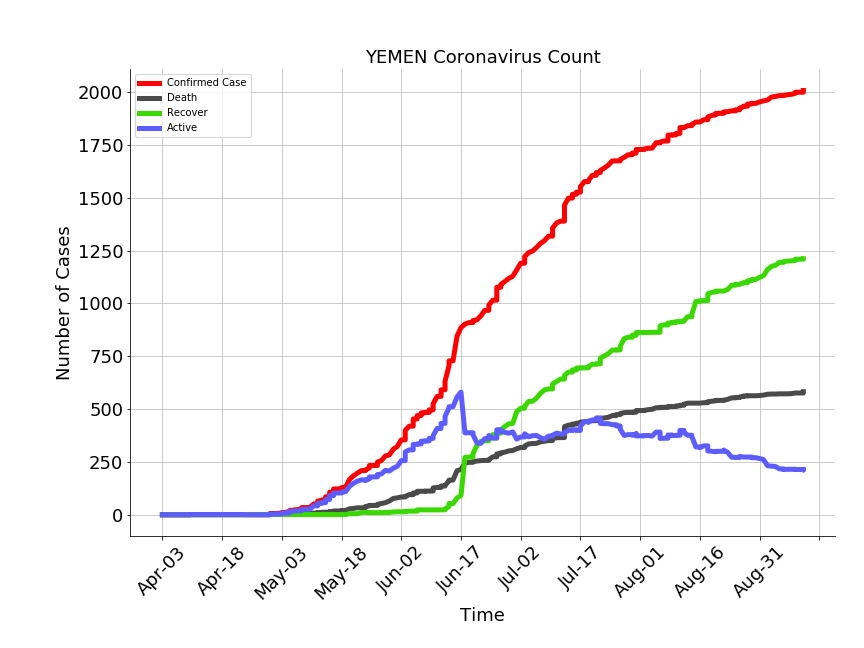 YEMEN Coronavirus Count
Confirmed Case
Death
Recover
Active
Number of Cases
2000
1750
1500
1250
1000
750
500
250
0
Apr-03
Apr-18
May-03
May-18
Jun-02
Jun-17
Jul-02
Jul-17
Aug-01
Aug-16
Aug-31
Time